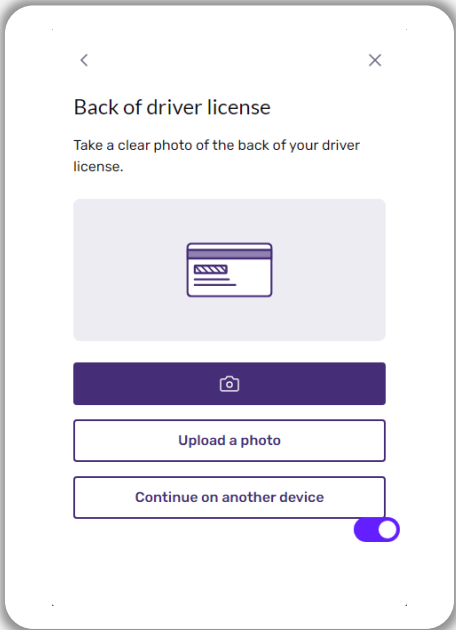 Back of driver license
Take a clear photo of the back of your driver
license.
Upload a photo
Continue on another device